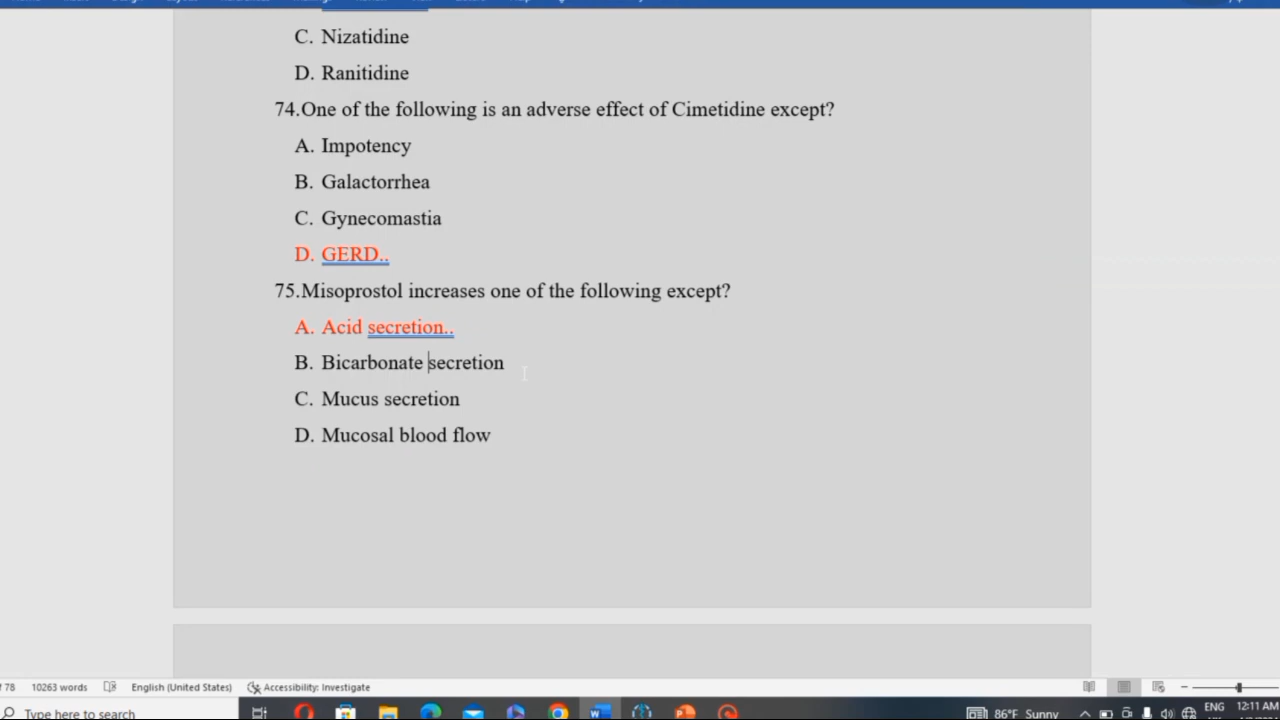 C. Nizatidine
D. Ranitidine
74.One of the following is an adverse effect of Cimetidine except?
A. Impotency
B. Galactorrhea
C. Gynecomastia
D. GERD..
75.Misoprostol increases one of the following except?
A. Acid secretion..
B. Bicarbonate secretion
C. Mucus secretion
D. Mucosal blood flow
78 10263 words English (United States) Accessibility: Investigate
Type here to search 86°F Sunny ENG 12:11 AM